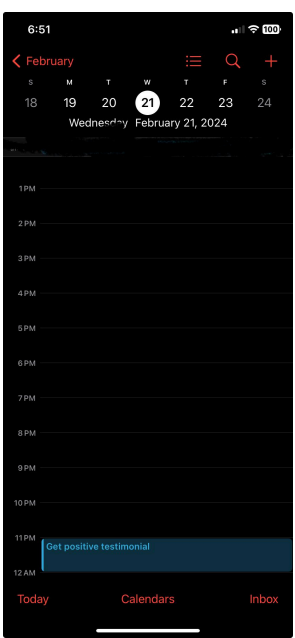 6:51
100
February
S M T W T F S
18 19 20 21 22 23 24
Wednesday February 21, 2024
1 PM
2 PM
3 PM
4 PM
5 PM
6 PM
7 PM
8 PM
9 PM
10 PM
11 PM
Get positive testimonial
12 AM
Today Calendars Inbox